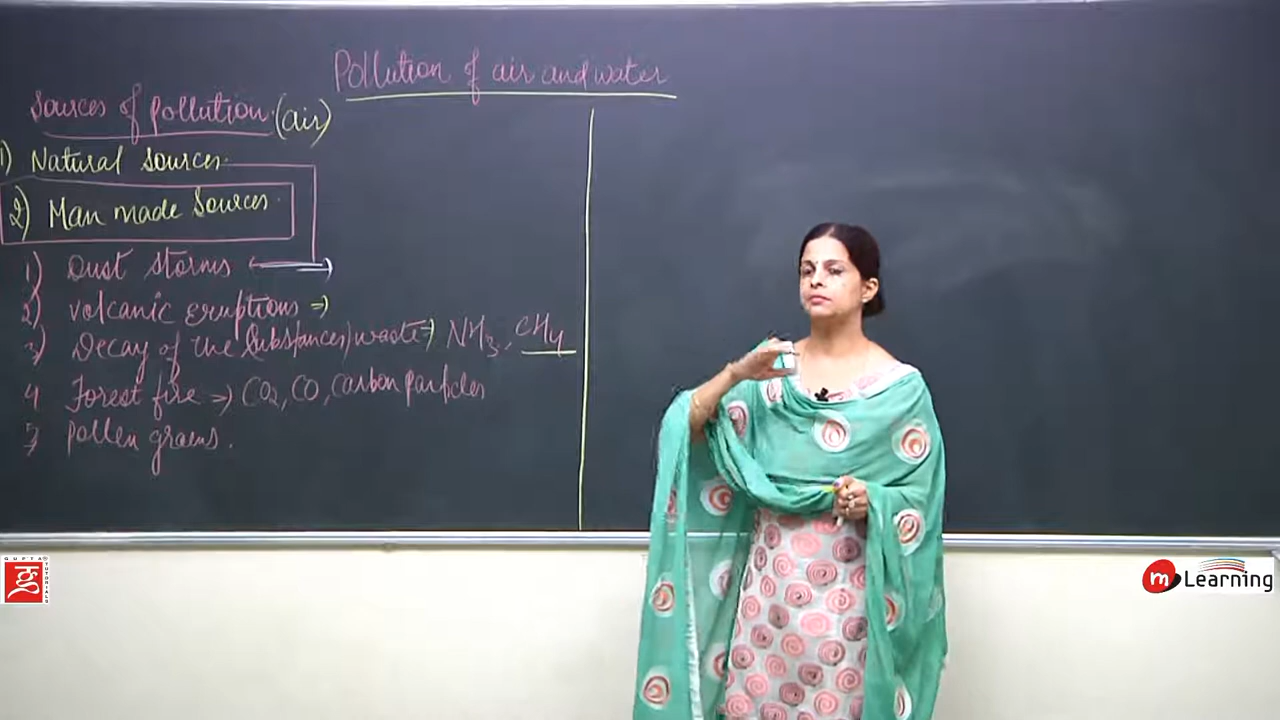 Pollution of air and water
Sources of pollution (air)
1) Natural sources
2) Man made Sources
1) Dust storms
2) volcanic eruptions →
3) Decay of the Substances/waste → NH3, CH4
4 Forest fire → CO2, CO, carbon particles
5 pollen grains.
GUPTA TUTORIALS
m Learning